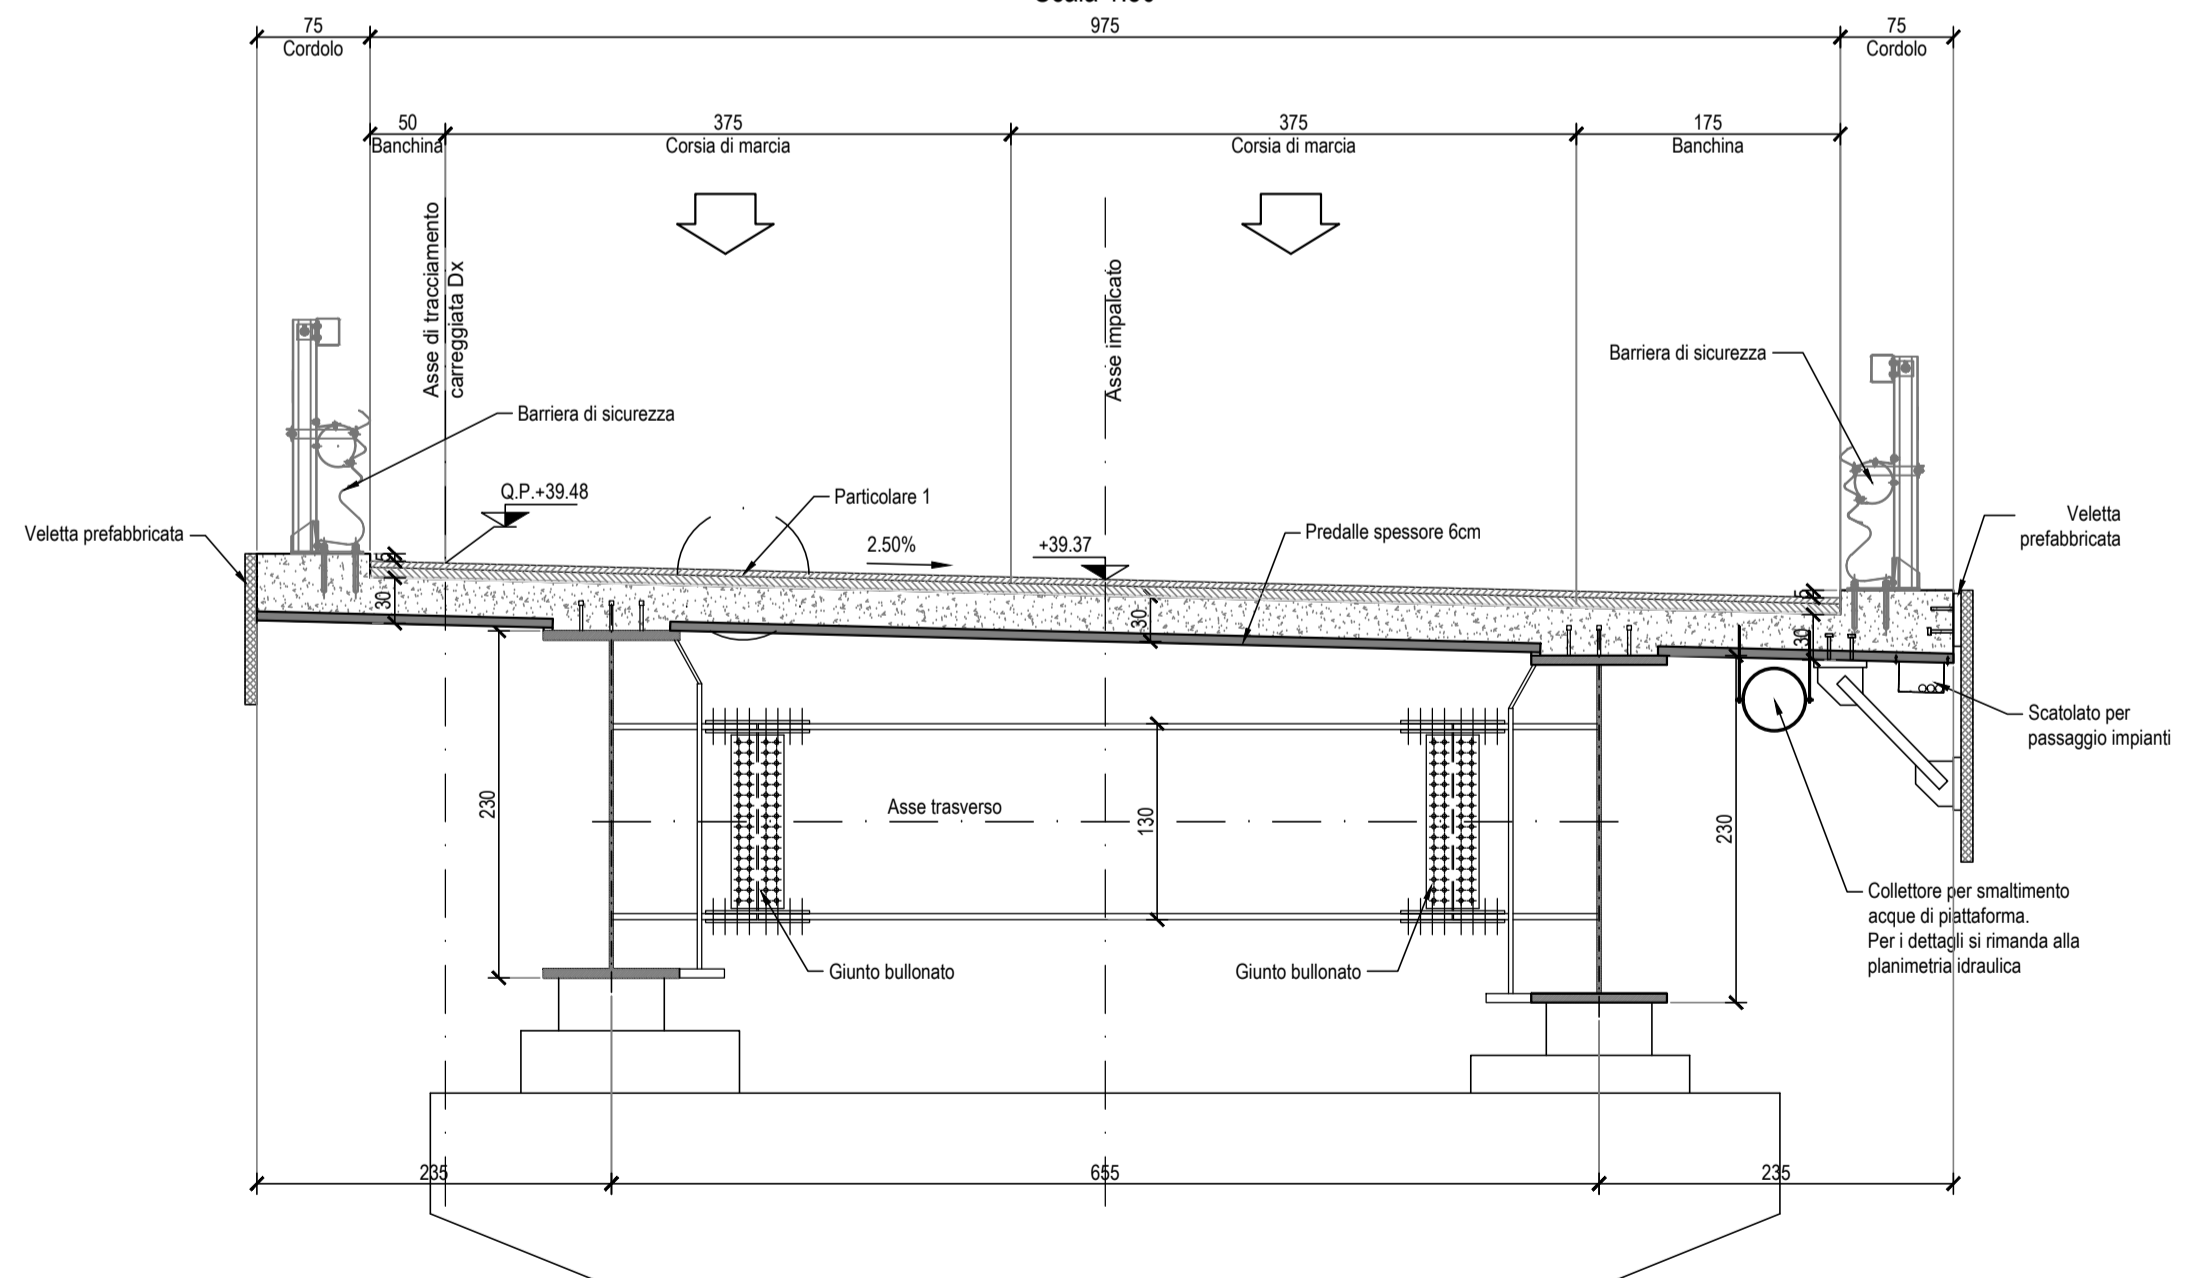 75
975
75
Cordolo
Cordolo
50
375
375
175
Banchina
Corsia di marcia
Corsia di marcia
Banchina
Asse di tracciamento
carreggiata Dx
Asse impalcato
Barriera di sicurezza
Barriera di sicurezza
Q.P.+39.48
Particolare 1
Predalle spessore 6cm
Veletta prefabbricata
2.50%
+39.37
Veletta
prefabbricata
30
30
30
Scatolato per
passaggio impianti
230
Asse trasverso
130
230
Collettore per smaltimento
acque di piattaforma.
Per i dettagli si rimanda alla
planimetria idraulica
Giunto bullonato
Giunto bullonato
235
655
235